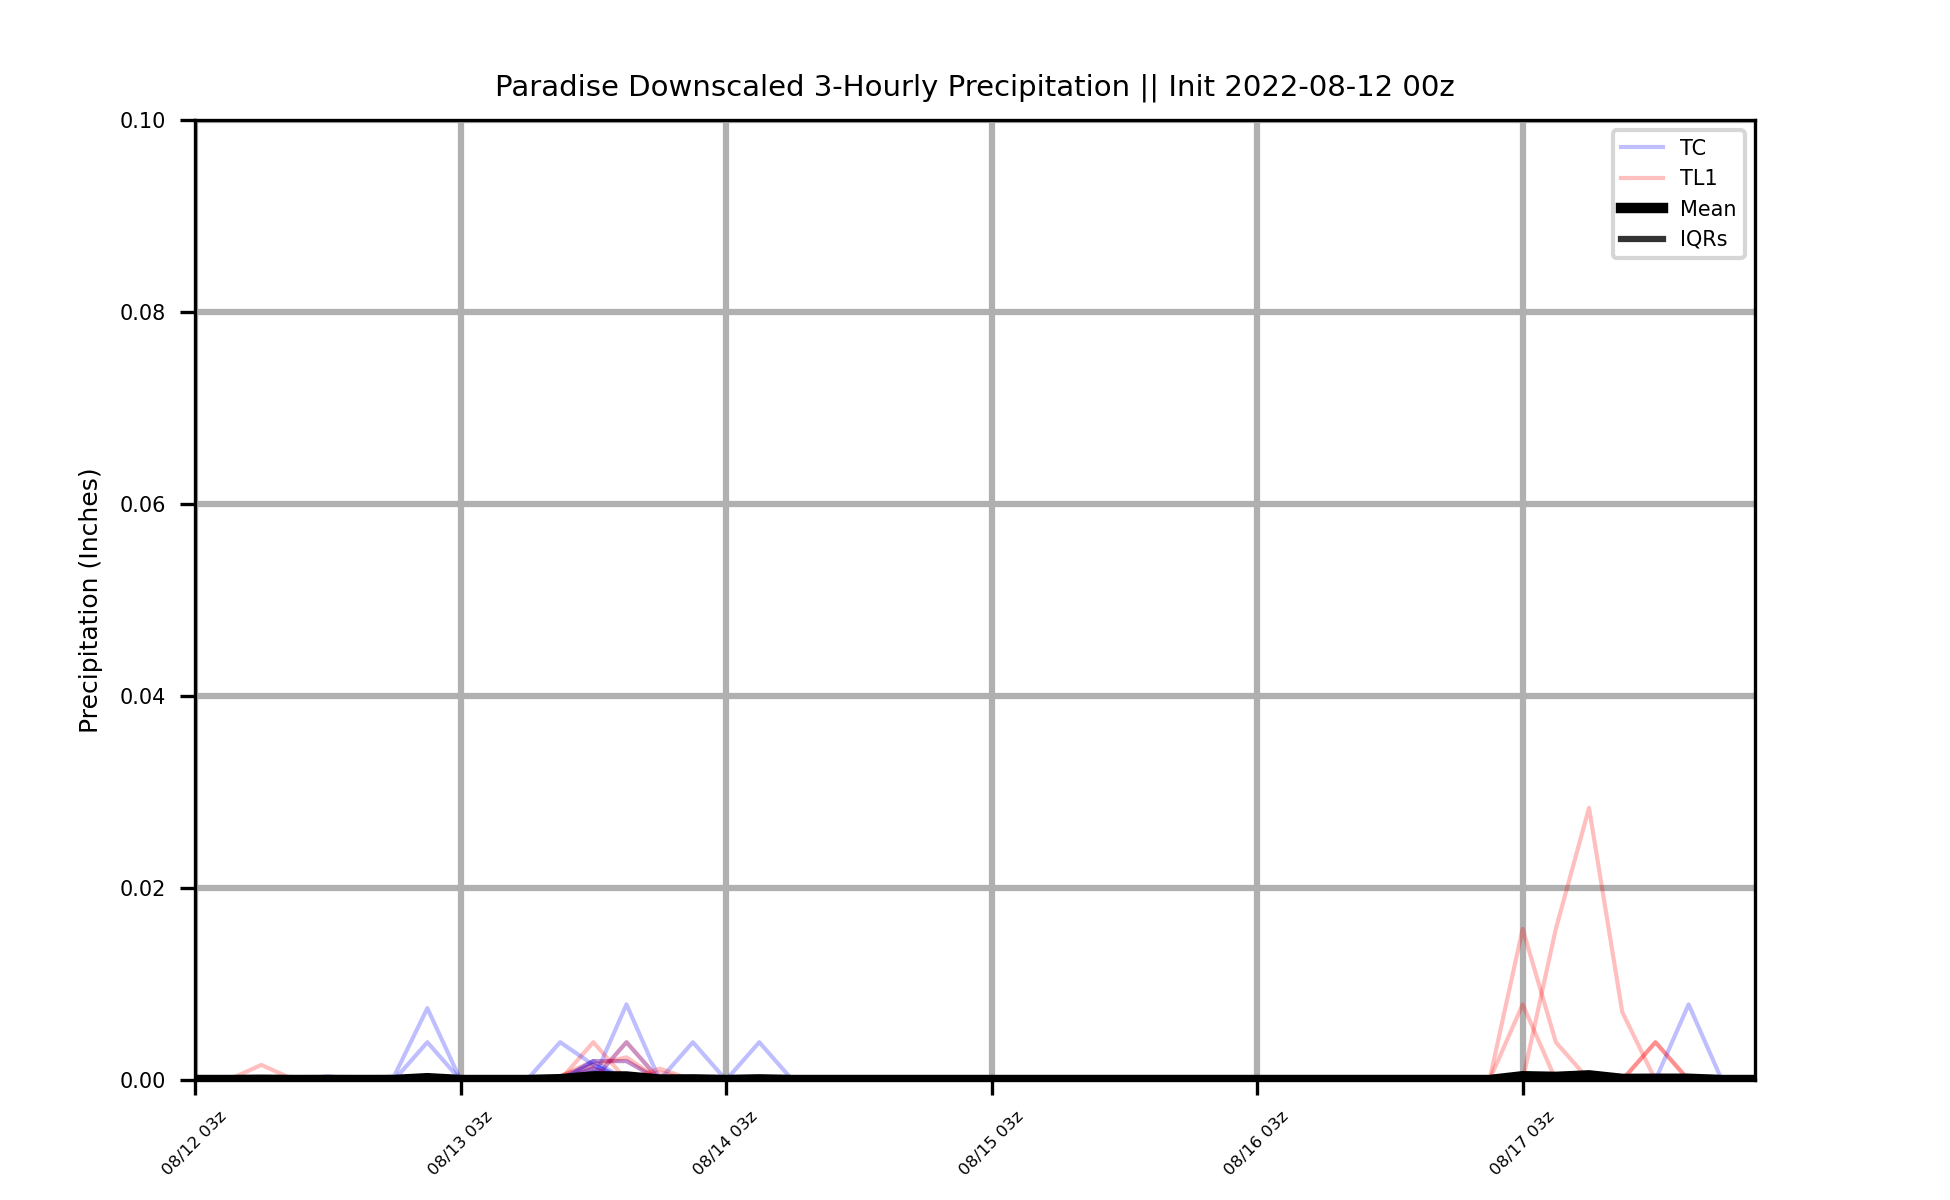 Paradise Downscaled 3-Hourly Precipitation || Init 2022-08-12 00z
TC
TL1
Mean
IQRs
Precipitation (Inches)
0.10
0.08
0.06
0.04
0.02
0.00
08/12 03z
08/13 03z
08/14 03z
08/15 03z
08/16 03z
08/17 03z